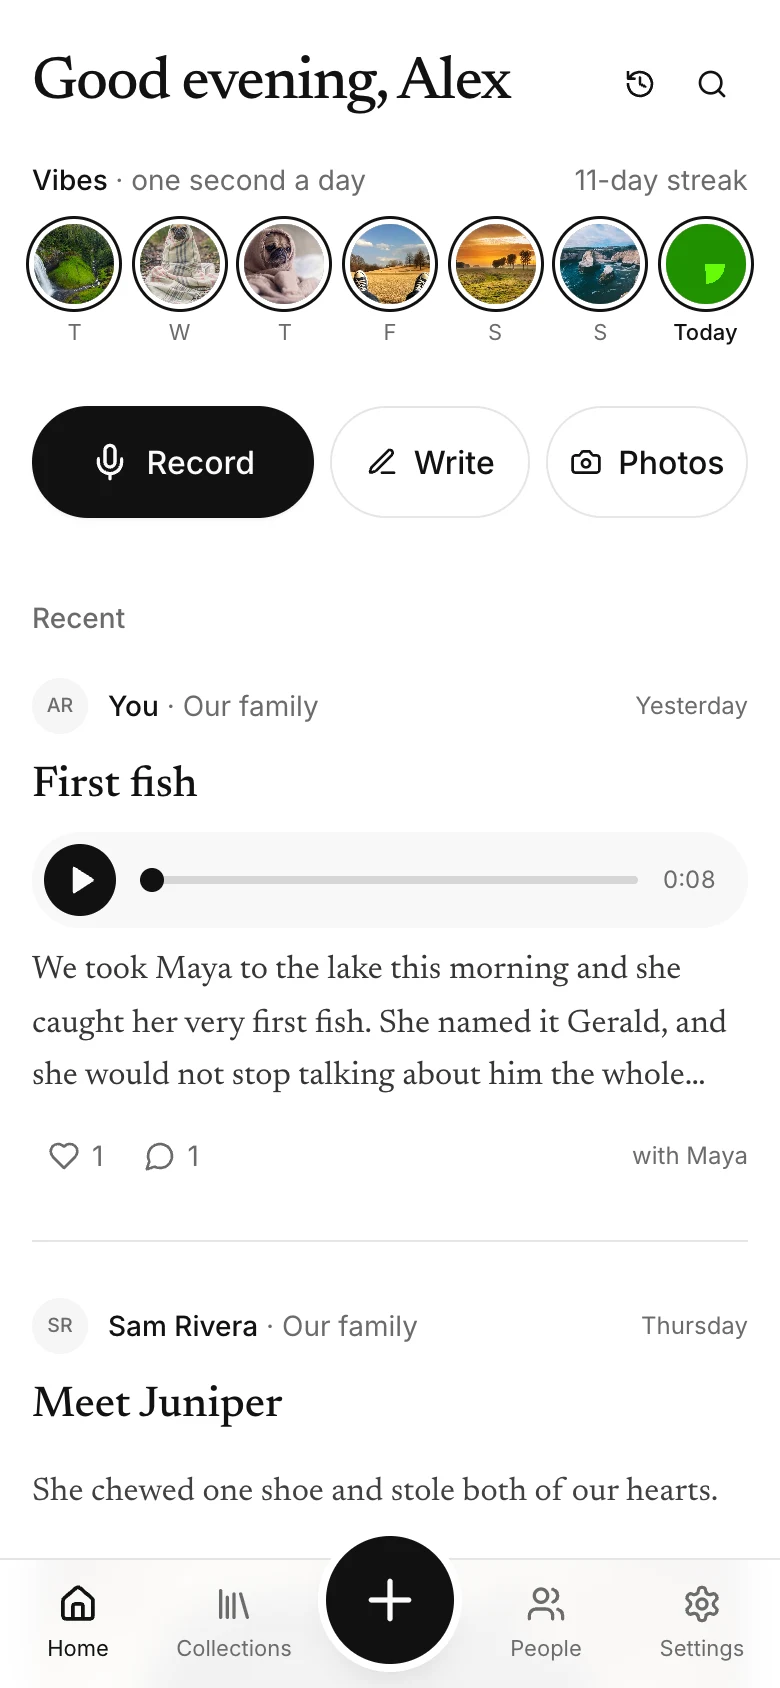 Good evening, Alex
Vibes · one second a day
11-day streak
T
W
T
F
S
S
Today
Record
Write
Photos
Recent
AR
You · Our family
Yesterday
First fish
0:08
We took Maya to the lake this morning and she
caught her very first fish. She named it Gerald, and
she would not stop talking about him the whole...
1
1
with Maya
SR
Sam Rivera · Our family
Thursday
Meet Juniper
She chewed one shoe and stole both of our hearts.
Home
Collections
People
Settings